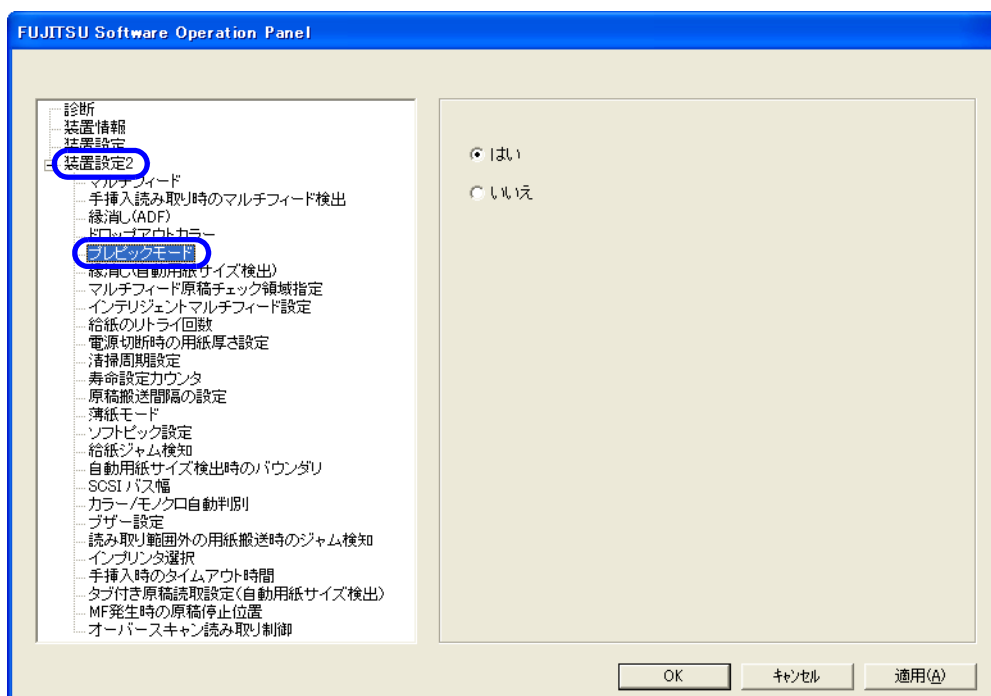 FUJITSU Software Operation Panel
診断
装置情報
装置設定
装置設定2
マルチフィード
手挿入読み取り時のマルチフィード検出
縁消し(ADF)
ドロップアウトカラー
プレピックモード
縁消し(自動用紙サイズ検出)
マルチフィード原稿チェック領域指定
インテリジェントマルチフィード設定
給紙のリトライ回数
電源切断時の用紙厚さ設定
清掃周期設定
寿命設定カウンタ
原稿搬送間隔の設定
薄紙モード
ソフトピック設定
給紙ジャム検知
自動用紙サイズ検出時のバウンダリ
SCSI バス幅
カラー/モノクロ自動判別
ブザー設定
読み取り範囲外の用紙搬送時のジャム検知
インプリンタ選択
手挿入時のタイムアウト時間
タブ付き原稿読取設定(自動用紙サイズ検出)
MF発生時の原稿停止位置
オーバースキャン読み取り制御
はい
いいえ
OK
キャンセル
適用(A)